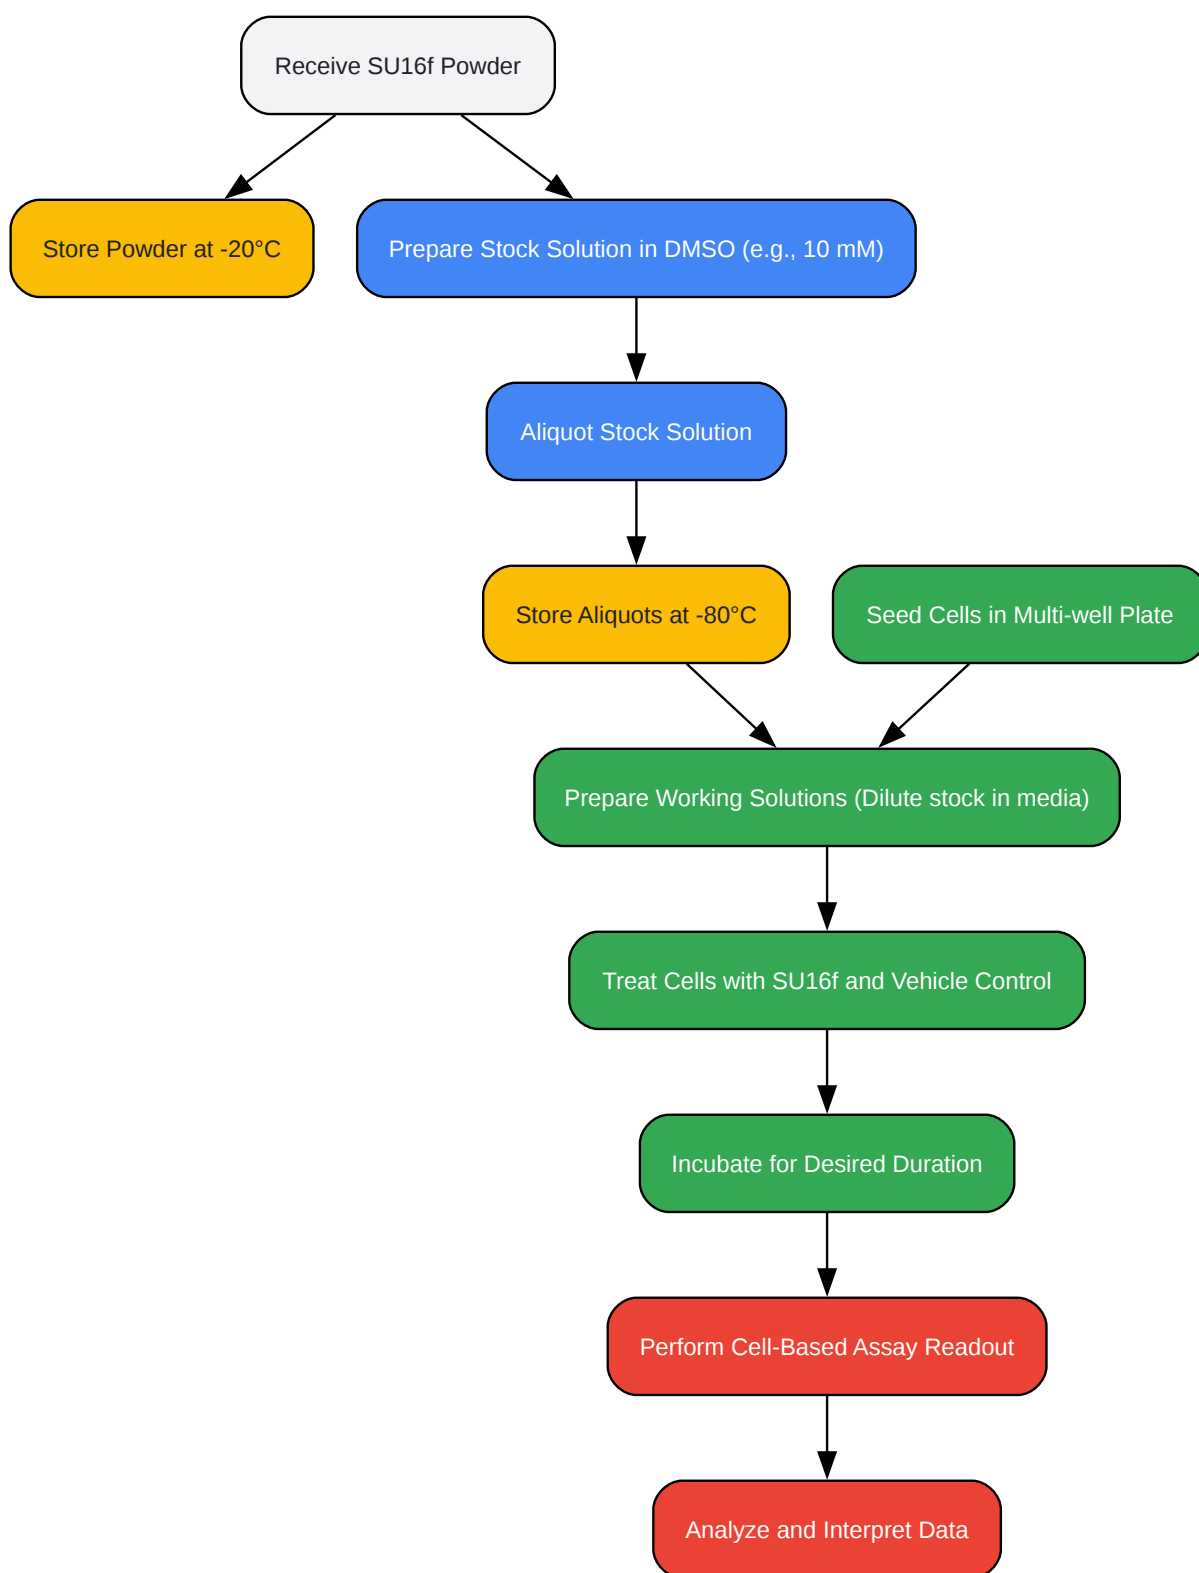 Receive SU16f Powder
Store Powder at -20°C
Prepare Stock Solution in DMSO (e.g., 10 mM)
Aliquot Stock Solution
Store Aliquots at -80°C
Seed Cells in Multi-well Plate
Prepare Working Solutions (Dilute stock in media)
Treat Cells with SU16f and Vehicle Control
Incubate for Desired Duration
Perform Cell-Based Assay Readout
Analyze and Interpret Data